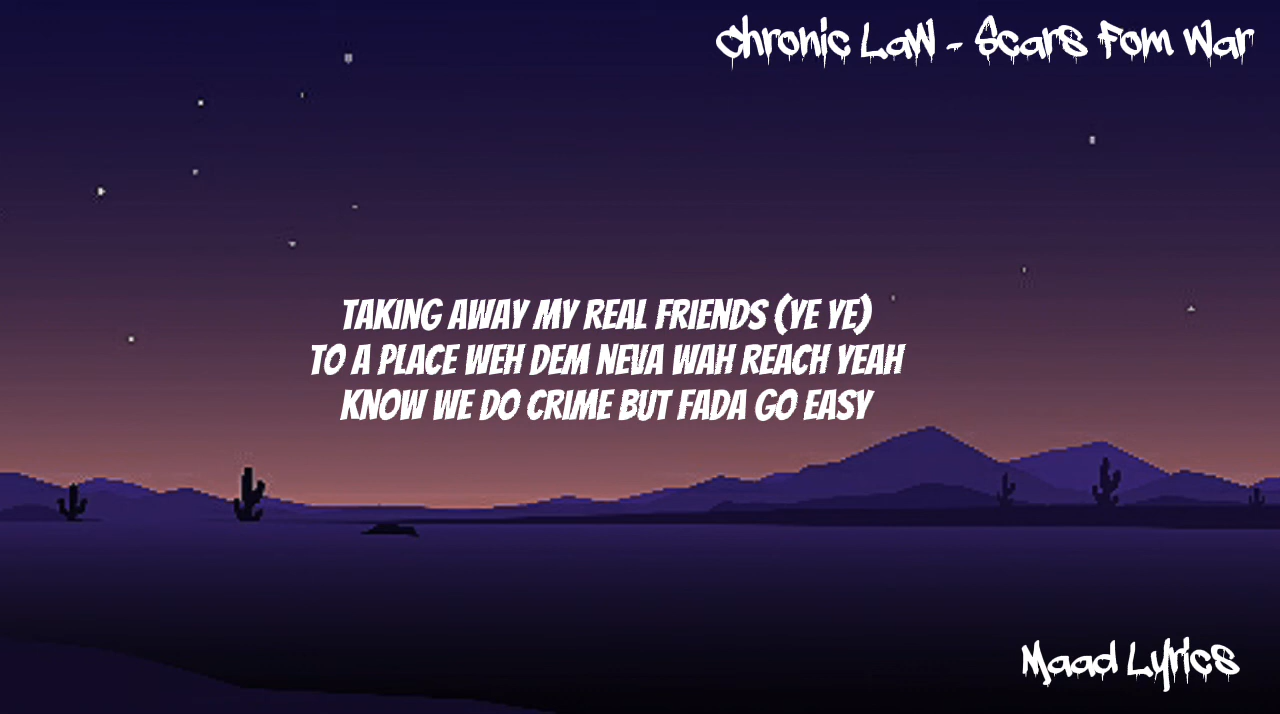 Chronic Law - Scars Fom War
TAKING AWAY MY REAL FRIENDS (YE YE)
TO A PLACE WEH DEM NEVA WAH REACH YEAH
KNOW WE DO CRIME BUT FADA GO EASY
Maad Lyrics